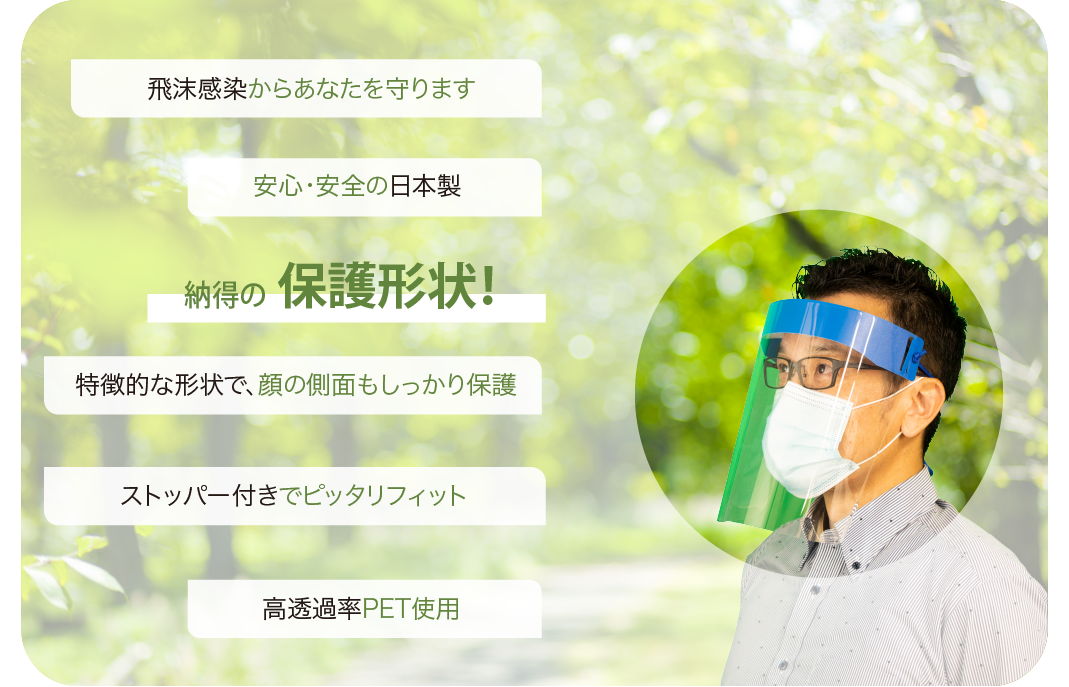 飛沫感染からあなたを守ります
安心・安全の日本製
納得の 保護形状!
特徴的な形状で、顔の側面もしっかり保護
ストッパー付きでピッタリフィット
高透過率PET使用